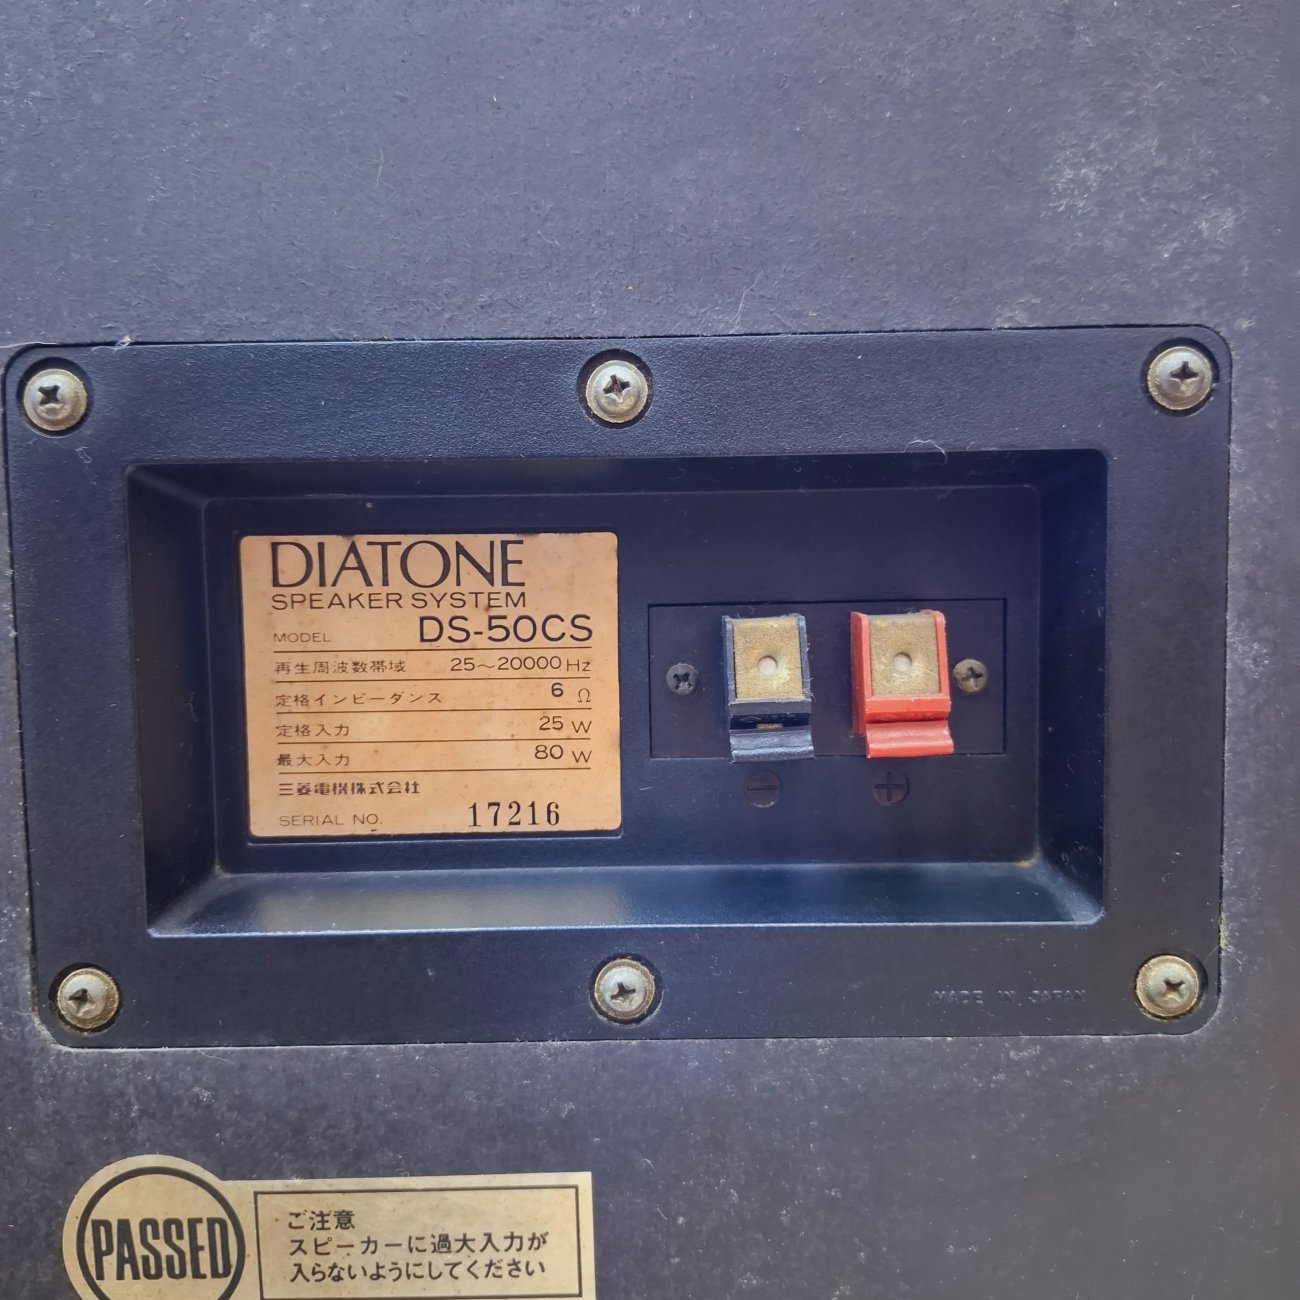 DIATONE
SPEAKER SYSTEM
MODEL DS-50CS
再生周波数帯域 25～20000 Hz
定格インピーダンス 6 Ω
定格入力 25 W
最大入力 80 W
三菱電機株式会社
SERIAL NO. 17216
⊖ ⊕
MADE IN JAPAN
PASSED
ご注意
スピーカーに過大入力が
入らないようにしてください